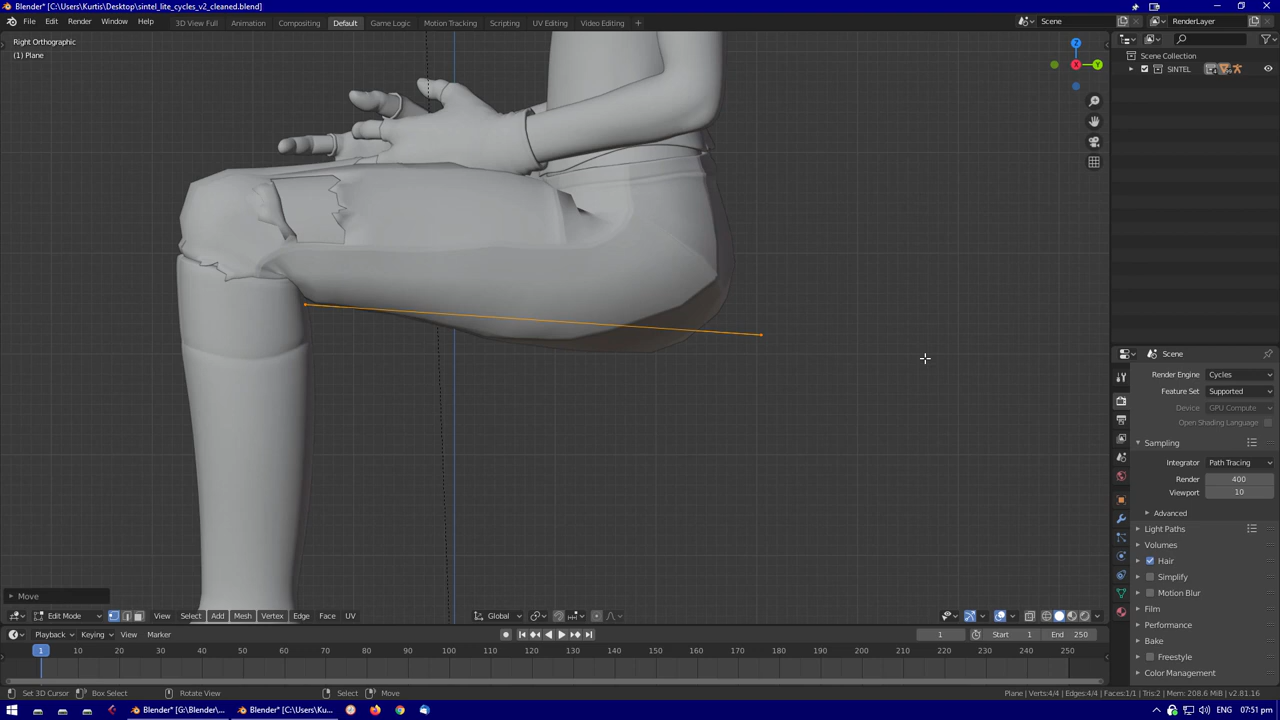 Blender* [C:\Users\Kurtis\Desktop\sintel_lite_cycles_v2_cleaned.blend]
File Edit Render Window Help 3D View Full Animation Compositing Default Game Logic Motion Tracking Scripting UV Editing Video Editing + Scene RenderLayer
Right Orthographic
(1) Plane
Z
X
Y
Scene Collection
SINTEL
Scene
Render Engine Cycles
Feature Set Supported
Device GPU Compute
Open Shading Language
Sampling
Integrator Path Tracing
Render 400
Viewport 10
Advanced
Light Paths
Volumes
Hair
Simplify
Motion Blur
Film
Performance
Bake
Freestyle
Color Management
Move
Edit Mode View Select Add Mesh Vertex Edge Face UV Global
Playback Keying View Marker 1 Start 1 End 250
1 10 20 30 40 50 60 70 80 90 100 110 120 130 140 150 160 170 180 190 200 210 220 230 240 250
Set 3D Cursor Box Select Rotate View Select Move Plane | Verts:4/4 | Edges:4/4 | Faces:1/1 | Tris:2 | Mem: 208.6 MiB | v2.81.16
Blender* [G:\Blender\... Blender* [C:\Users\Ku... 07:51 pm